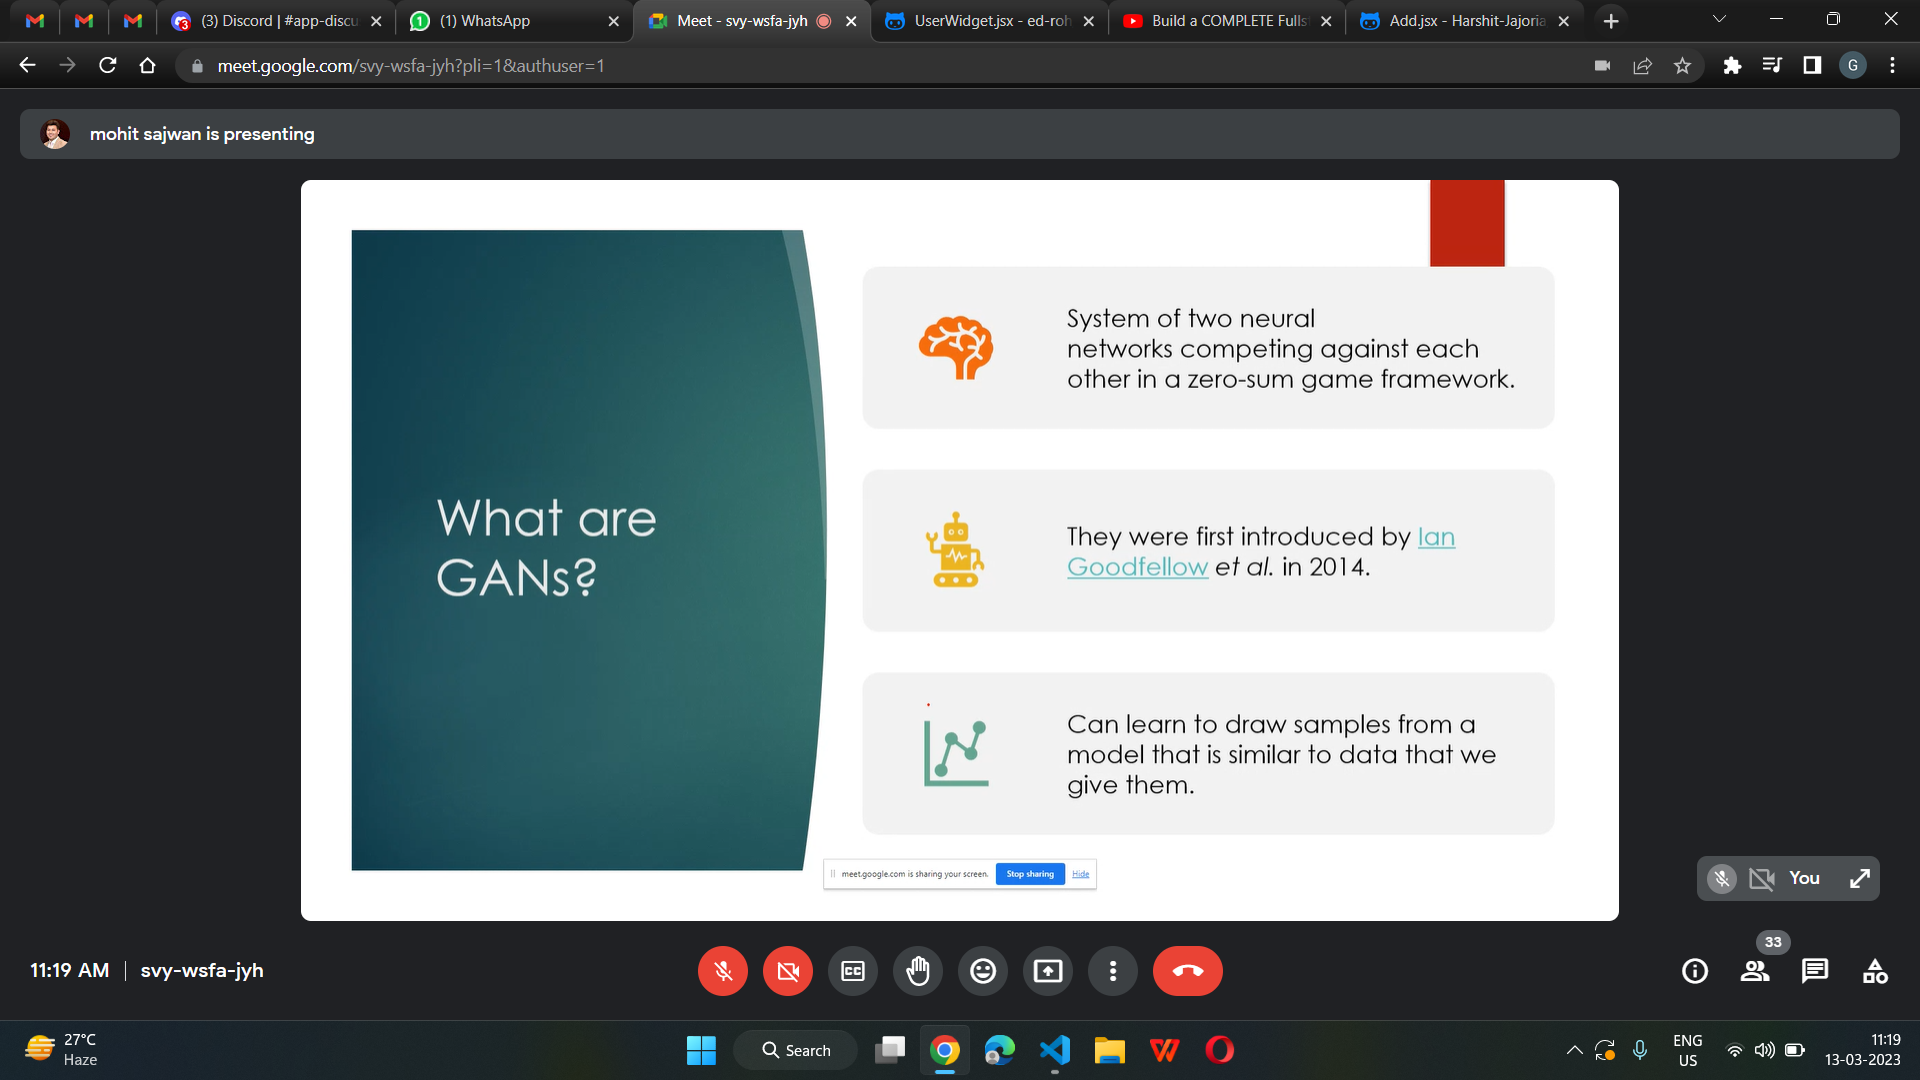 (3) Discord | #app-discu
(1) WhatsApp
Meet - svy-wsfa-jyh
UserWidget.jsx - ed-roh
Build a COMPLETE Fulls
Add.jsx - Harshit-Jajoria
meet.google.com/svy-wsfa-jyh?pli=1&authuser=1
G
mohit sajwan is presenting
What are
GANs?
System of two neural
networks competing against each
other in a zero-sum game framework.
They were first introduced by Ian
Goodfellow et al. in 2014.
Can learn to draw samples from a
model that is similar to data that we
give them.
meet.google.com is sharing your screen. Stop sharing Hide
You
33
11:19 AM | svy-wsfa-jyh
27°C
Haze
Search
ENG
US
11:19
13-03-2023